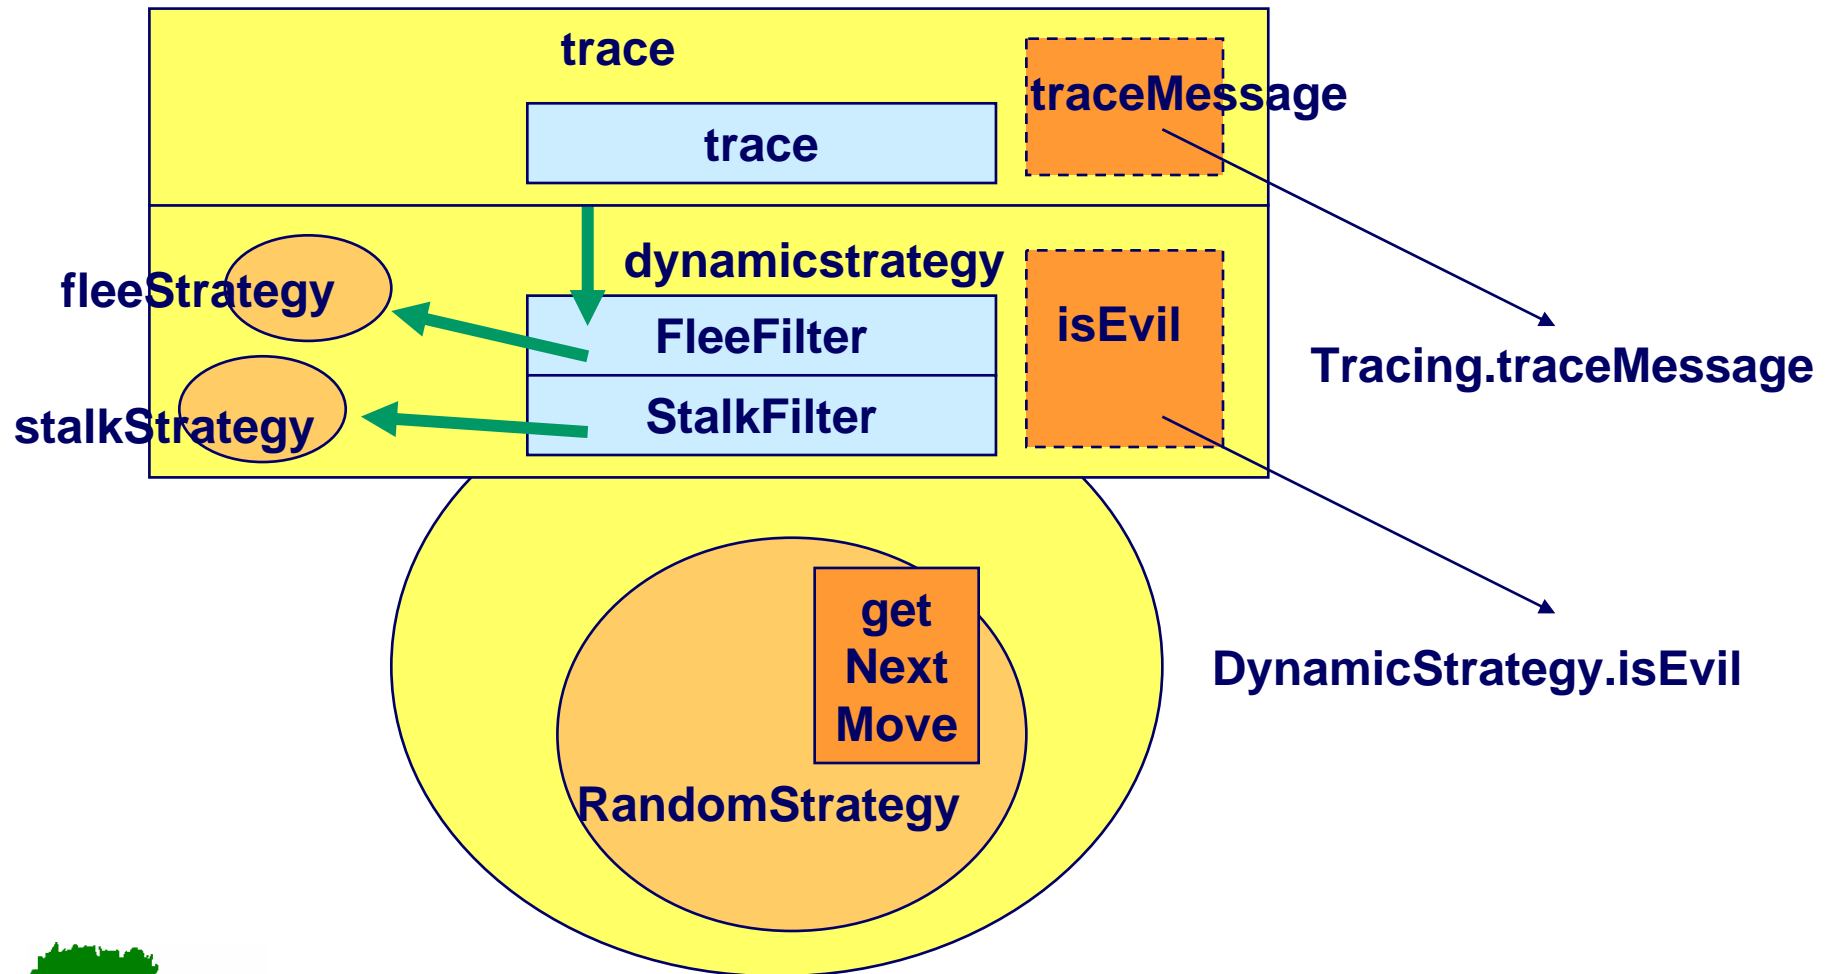 trace
traceMessage
trace
dynamicstrategy
fleeStrategy
isEvil
FleeFilter
Tracing.traceMessage
StalkFilter
stalkStrategy
get
Next
Move
DynamicStrategy.isEvil
RandomStrategy